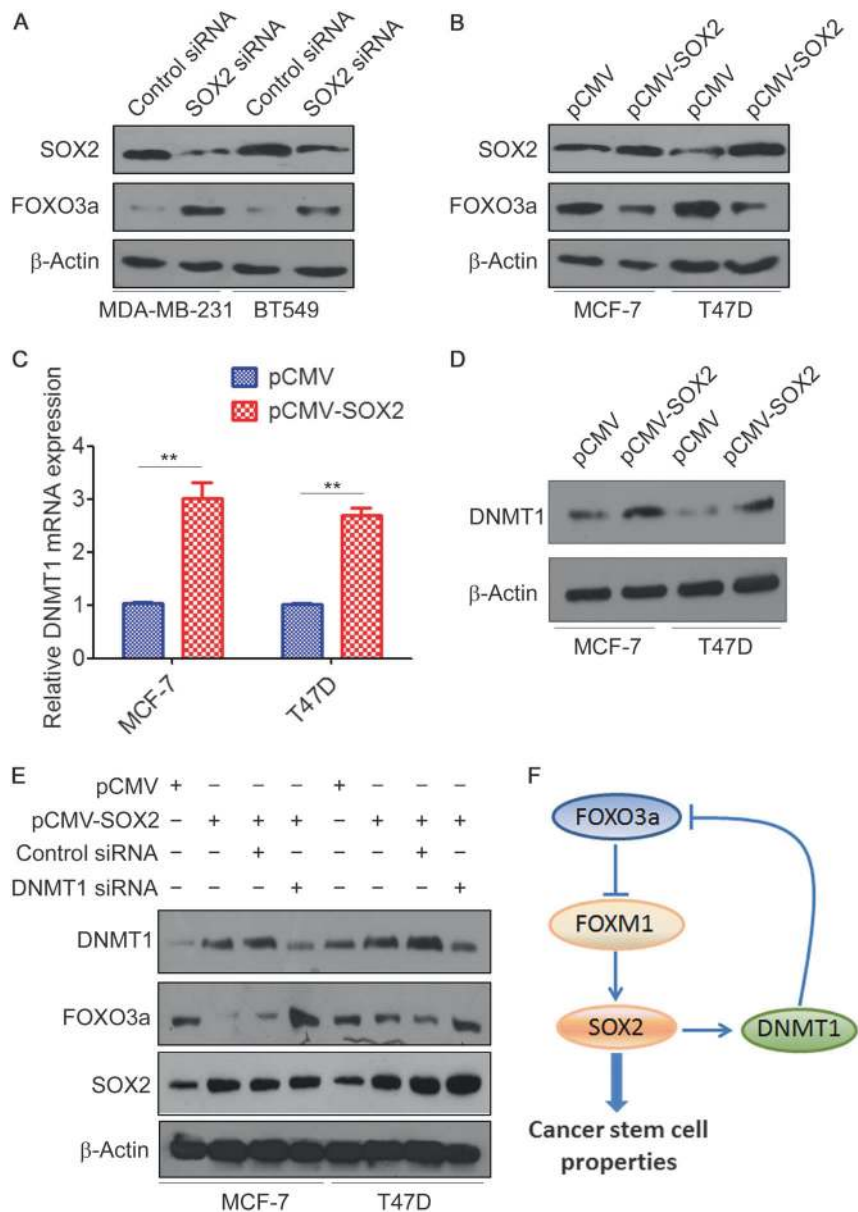 A
Control siRNA
SOX2 siRNA
Control siRNA
SOX2 siRNA
SOX2
FOXO3a
β-Actin
MDA-MB-231 BT549
B
pCMV
pCMV-SOX2
pCMV
pCMV-SOX2
SOX2
FOXO3a
β-Actin
MCF-7 T47D
C
pCMV
pCMV-SOX2
Relative DNMT1 mRNA expression
4
3
2
1
0
**
**
MCF-7
T47D
D
pCMV
pCMV-SOX2
pCMV
pCMV-SOX2
DNMT1
β-Actin
MCF-7 T47D
E
pCMV + – – – + – – –
pCMV-SOX2 – + + + – + + +
Control siRNA – – + – – – + –
DNMT1 siRNA – – – + – – – +
DNMT1
FOXO3a
SOX2
β-Actin
MCF-7 T47D
F
FOXO3a
FOXM1
SOX2
DNMT1
Cancer stem cell
properties